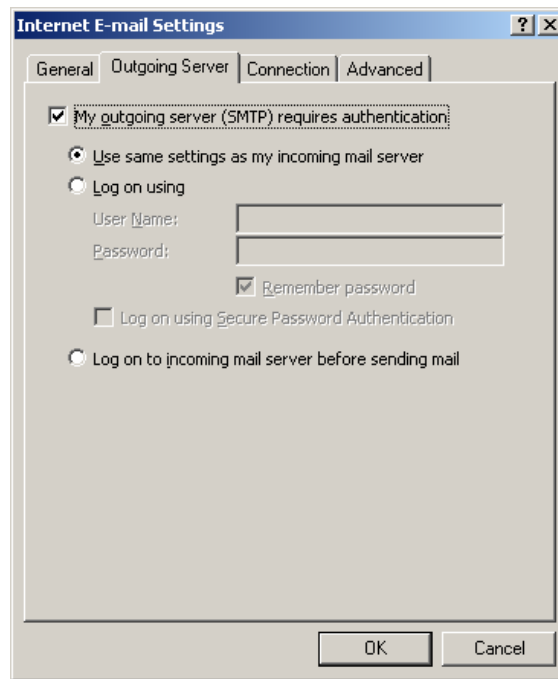 Internet E-mail Settings
General Outgoing Server Connection Advanced
My outgoing server (SMTP) requires authentication
Use same settings as my incoming mail server
Log on using
User Name:
Password:
Remember password
Log on using Secure Password Authentication
Log on to incoming mail server before sending mail
OK Cancel